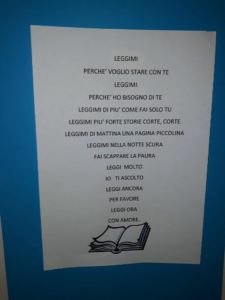 LEGGIMI
PERCHE' VOGLIO STARE CON TE
LEGGIMI
PERCHE' HO BISOGNO DI TE
LEGGIMI DI PIU' COME FAI SOLO TU
LEGGIMI PIU' FORTE STORIE CORTE, CORTE
LEGGIMI DI MATTINA UNA PAGINA PICCOLINA
LEGGIMI NELLA NOTTE SCURA
FAI SCAPPARE LA PAURA
LEGGI MOLTO
IO TI ASCOLTO
LEGGI ANCORA
PER FAVORE
LEGGI ORA
CON AMORE.